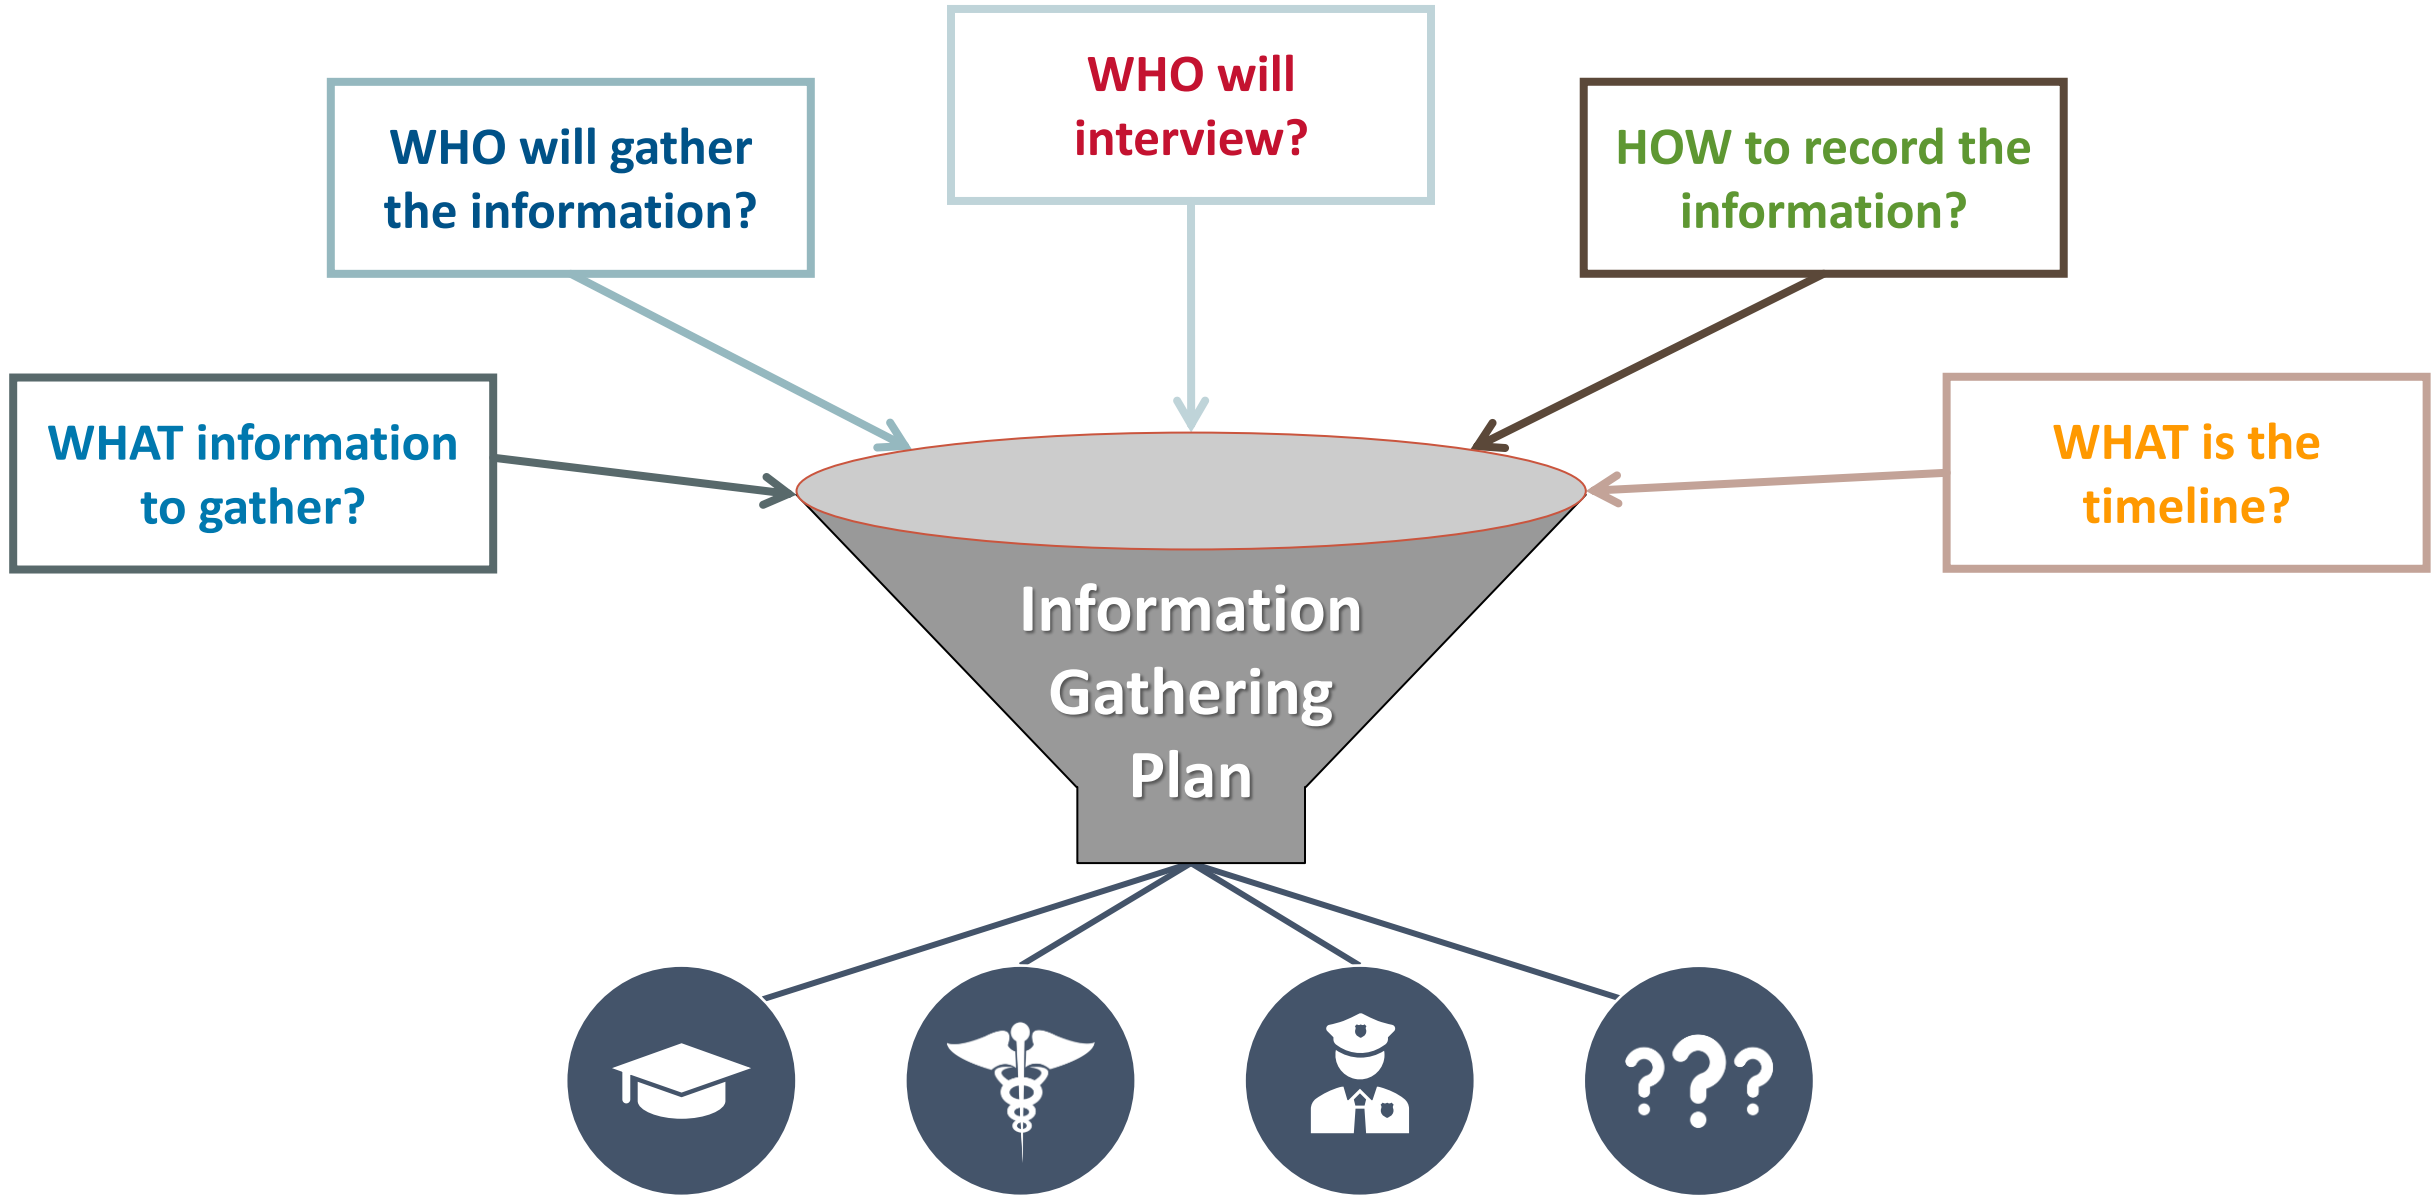 WHO will
interview?
WHO will gather
the information?
HOW to record the
information?
WHAT information
to gather?
WHAT is the
timeline?
Information
Gathering
Plan
???